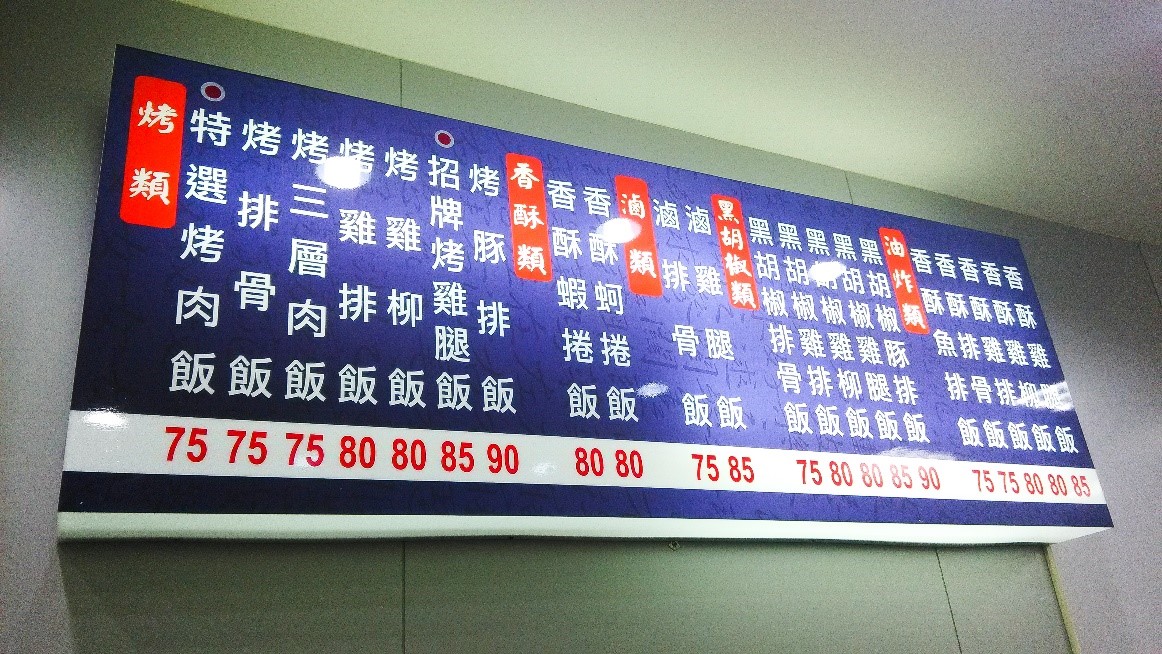 烤類
特選烤肉飯
75
烤排骨飯
75
烤三層肉飯
75
烤雞排飯
80
烤雞柳飯
80
招牌烤雞腿飯
85
烤豚排飯
90
香酥類
香酥蝦捲飯
80
香酥蚵捲飯
80
滷類
滷排骨飯
75
滷雞腿飯
85
黑胡椒類
黑胡椒排骨飯
75
黑胡椒雞排飯
80
黑胡椒雞柳飯
80
黑胡椒雞腿飯
85
黑胡椒豚排飯
90
油炸類
香酥魚排飯
75
香酥排骨飯
75
香酥雞排飯
80
香酥雞柳飯
80
香酥雞腿飯
85